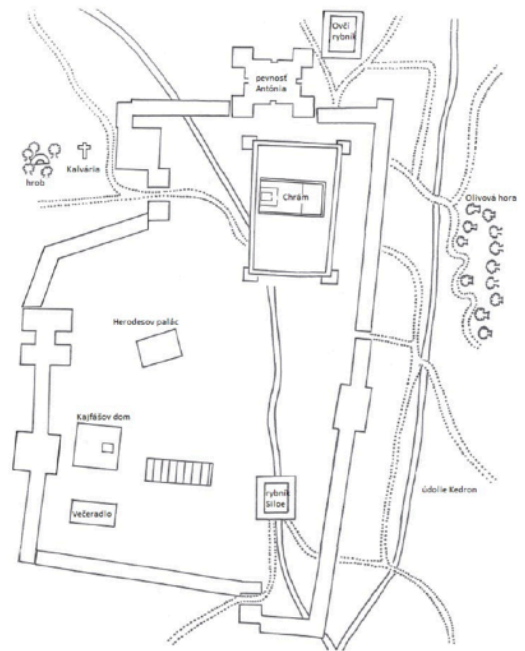 Ovčí
rybník
pevnosť
Antónia
hrob
Kalvária
Chrám
Olivová hora
Herodesov palác
Kajfášov dom
rybník
Siloe
údolie Kedron
Večeradlo